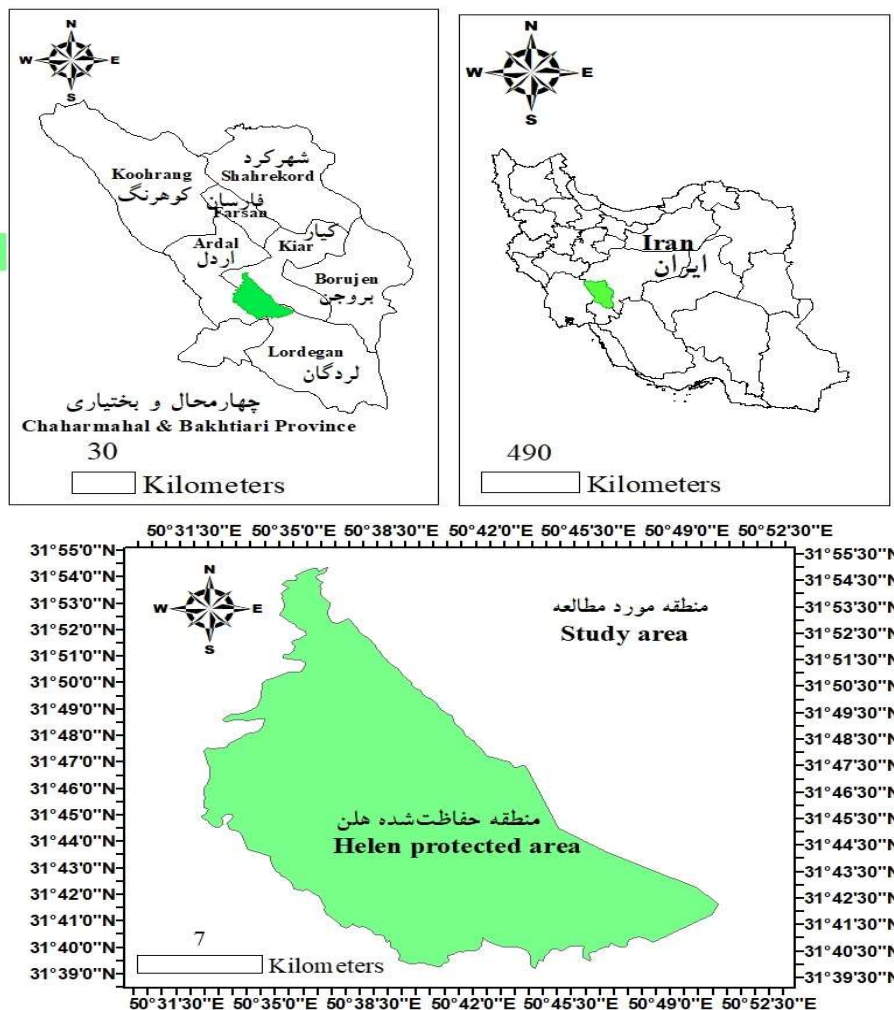 N
W E
S
Koohrang
کوهرنگ
شهرکرد
Shahrekord
فارسان
Farsan
Ardal
اردل
کیار
Kiar
Borujen
بروجن
Lordegan
لردگان
چهارمحال و بختیاری
Chaharmahal & Bakhtiari Province
30
Kilometers
N
W E
S
Iran
ایران
490
Kilometers
50°31'30"E 50°35'0"E 50°38'30"E 50°42'0"E 50°45'30"E 50°49'0"E 50°52'30"E
31°55'0"N
31°54'0"N
31°53'0"N
31°52'0"N
31°51'0"N
31°50'0"N
31°49'0"N
31°48'0"N
31°47'0"N
31°46'0"N
31°45'0"N
31°44'0"N
31°43'0"N
31°42'0"N
31°41'0"N
31°40'0"N
31°39'0"N
N
W E
S
منطقه مورد مطالعه
Study area
منطقه حفاظت‌شده هلن
Helen protected area
7
Kilometers
31°55'30"N
31°54'30"N
31°53'30"N
31°52'30"N
31°51'30"N
31°50'30"N
31°49'30"N
31°48'30"N
31°47'30"N
31°46'30"N
31°45'30"N
31°44'30"N
31°43'30"N
31°42'30"N
31°41'30"N
31°40'30"N
31°39'30"N
50°31'30"E 50°35'0"E 50°38'30"E 50°42'0"E 50°45'30"E 50°49'0"E 50°52'30"E